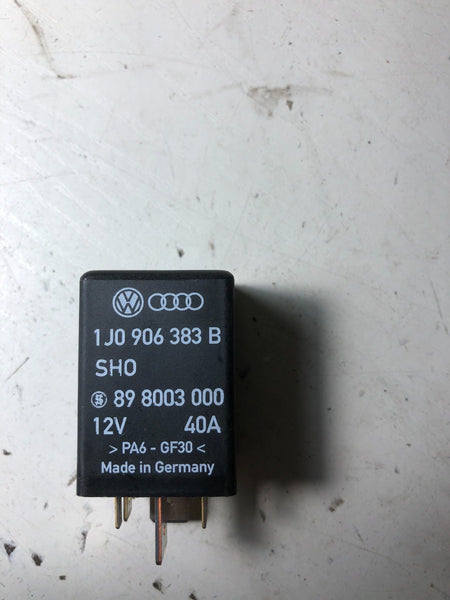 1J0 906 383 B
SHO
89 8003 000
12V 40A
> PA6 - GF30 <
Made in Germany